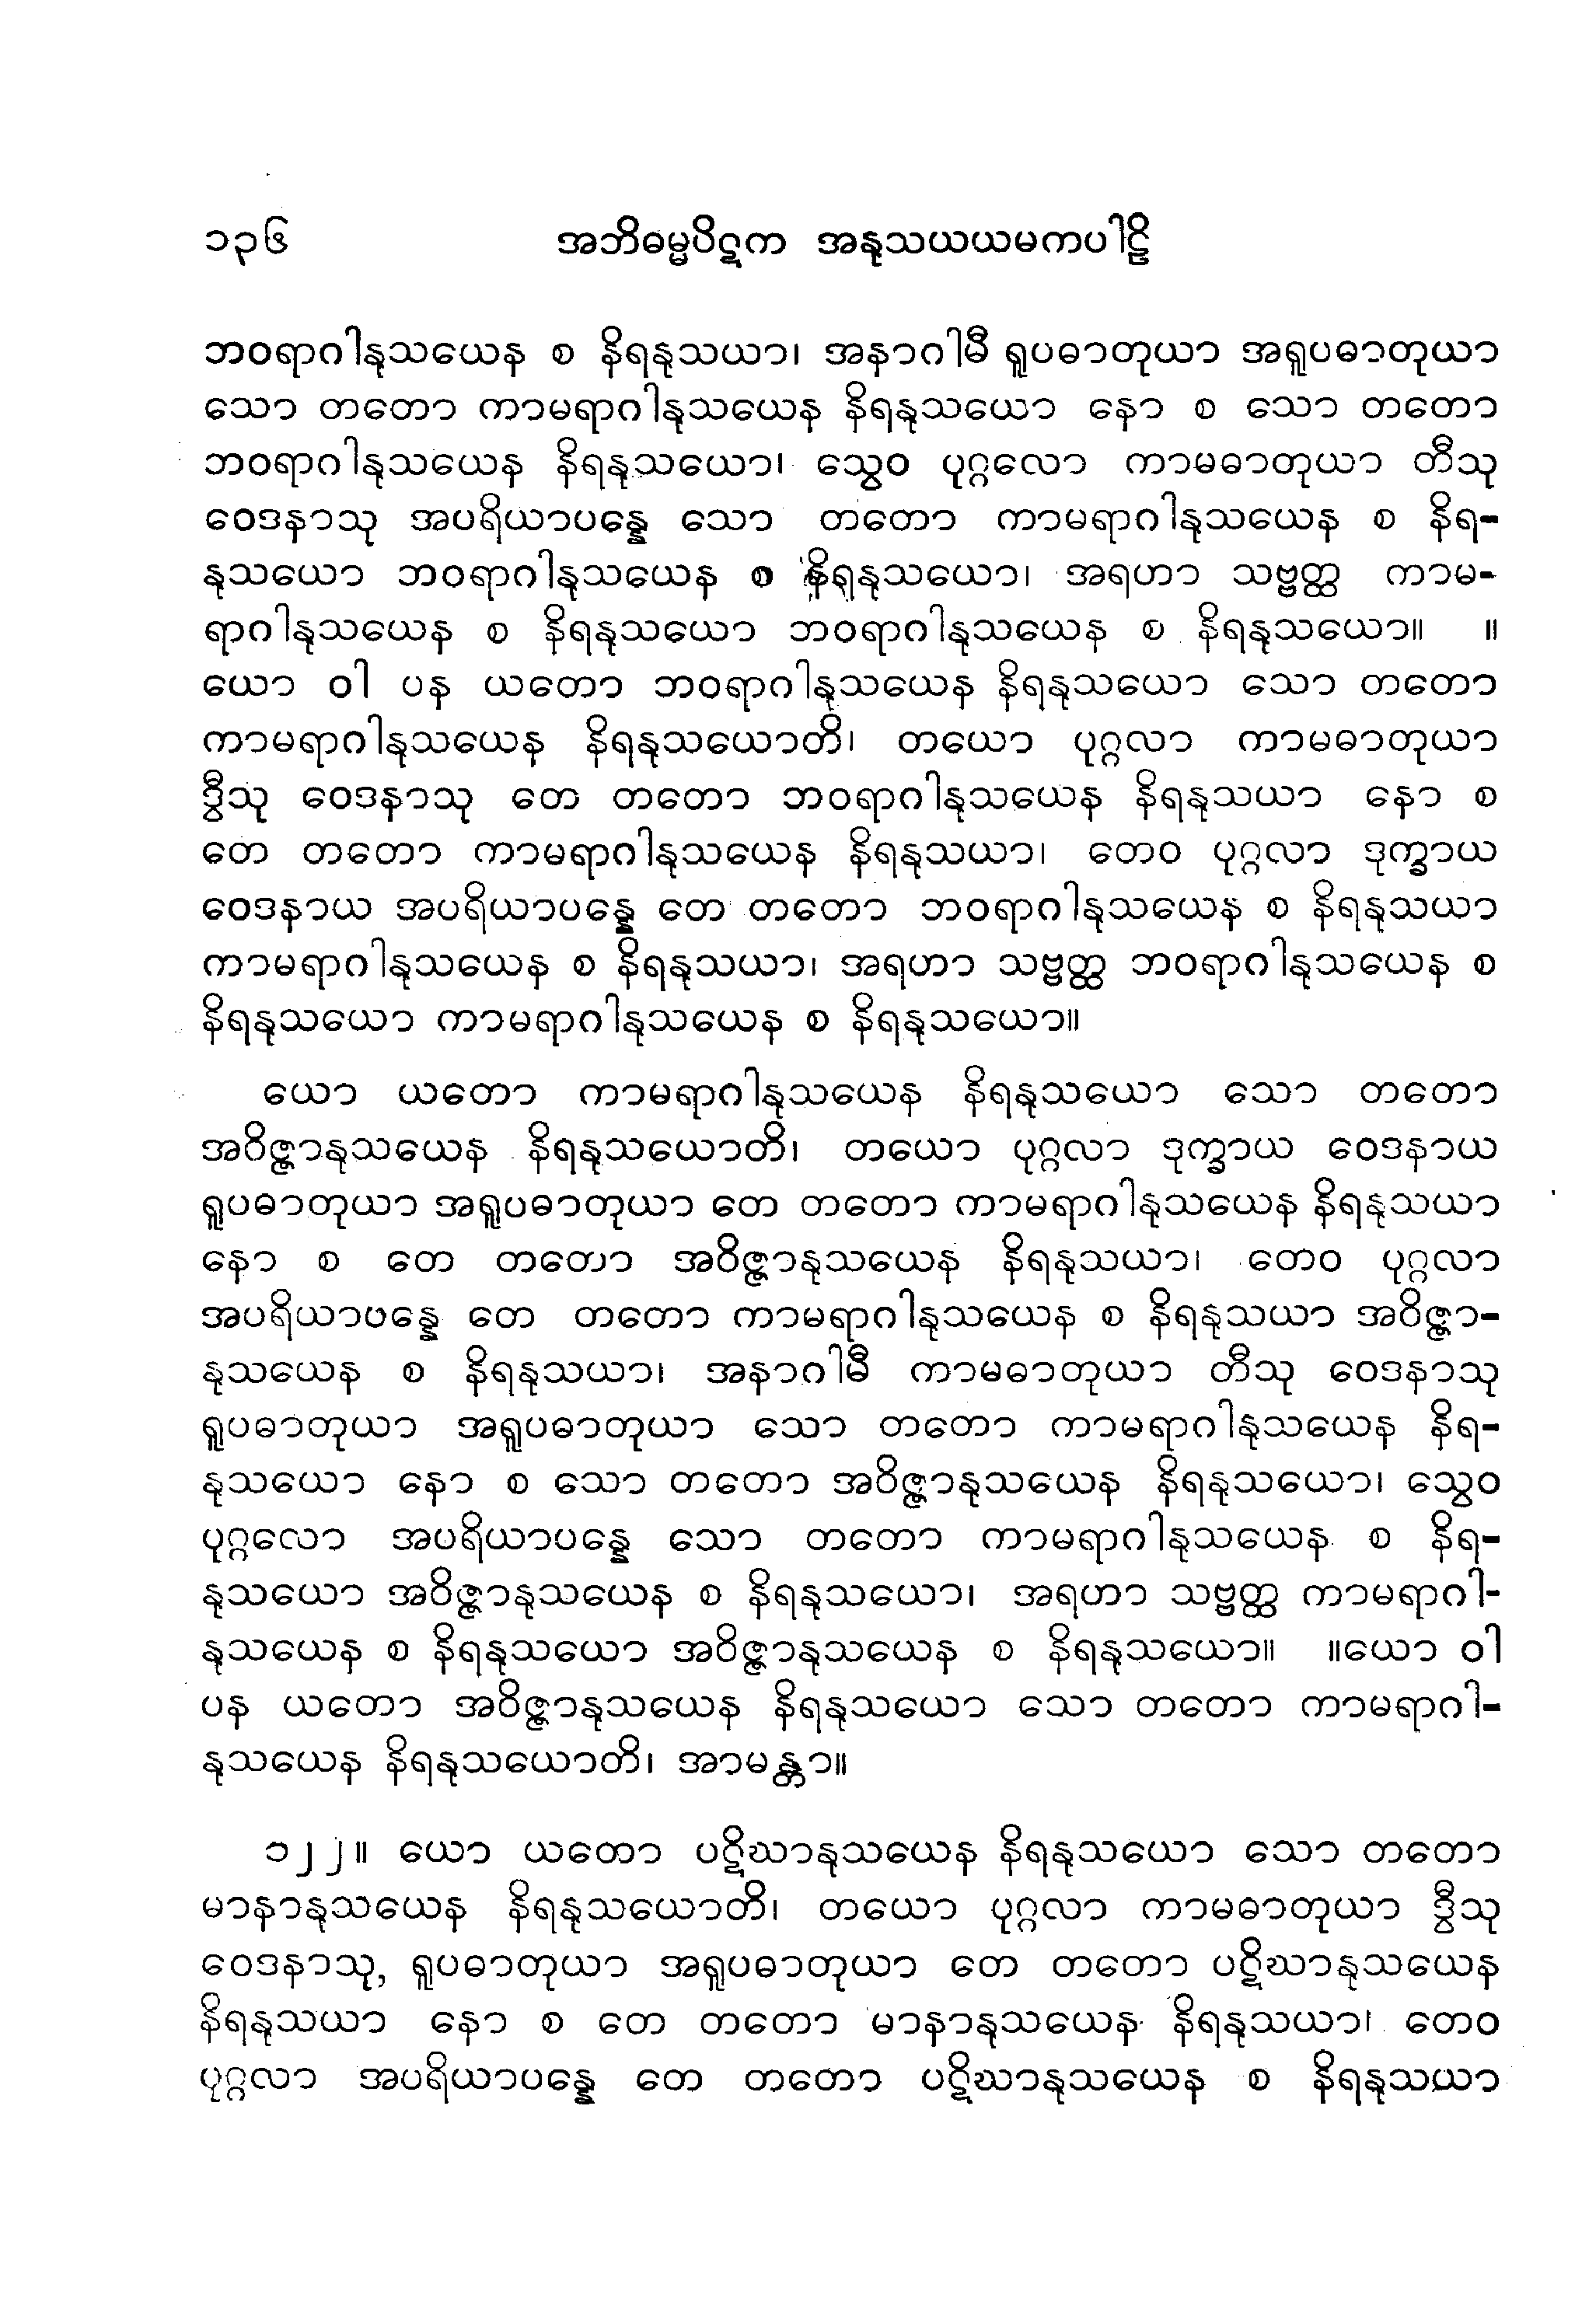 ၁၃၆ အဘိဓမ္မပိဋက အနုသယယမကပါဠိ
ဘဝရာဂါနုသယေန စ နိရနုသယာ၊ အနာဂါမီ ရူပဓာတုယာ အရူပဓာတုယာ
သော တတော ကာမရာဂါနုသယေန နိရနုသယော နော စ သော တတော
ဘဝရာဂါနုသယေန နိရနုသယော၊ သွေဝ ပုဂ္ဂလော ကာမဓာတုယာ တီသု
ဝေဒနာသု အပရိယာပန္နေ သော တတော ကာမရာဂါနုသယေန စ နိရ-
နုသယော ဘဝရာဂါနုသယေန စ နိရနုသယော၊ အရဟာ သဗ္ဗတ္ထ ကာမ-
ရာဂါနုသယေန စ နိရနုသယော ဘဝရာဂါနုသယေန စ နိရနုသယော။ ။
ယော ဝါ ပန ယတော ဘဝရာဂါနုသယေန နိရနုသယော သော တတော
ကာမရာဂါနုသယေန နိရနုသယောတိ၊ တယော ပုဂ္ဂလာ ကာမဓာတုယာ
ဒွီသု ဝေဒနာသု တေ တတော ဘဝရာဂါနုသယေန နိရနုသယာ နော စ
တေ တတော ကာမရာဂါနုသယေန နိရနုသယာ၊ တေဝ ပုဂ္ဂလာ ဒုက္ခာယ
ဝေဒနာယ အပရိယာပန္နေ တေ တတော ဘဝရာဂါနုသယေန စ နိရနုသယာ
ကာမရာဂါနုသယေန စ နိရနုသယာ၊ အရဟာ သဗ္ဗတ္ထ ဘဝရာဂါနုသယေန စ
နိရနုသယော ကာမရာဂါနုသယေန စ နိရနုသယော။
ယော ယတော ကာမရာဂါနုသယေန နိရနုသယော သော တတော
အဝိဇ္ဇာနုသယေန နိရနုသယောတိ၊ တယော ပုဂ္ဂလာ ဒုက္ခာယ ဝေဒနာယ
ရူပဓာတုယာ အရူပဓာတုယာ တေ တတော ကာမရာဂါနုသယေန နိရနုသယာ
နော စ တေ တတော အဝိဇ္ဇာနုသယေန နိရနုသယာ၊ တေဝ ပုဂ္ဂလာ
အပရိယာပန္နေ တေ တတော ကာမရာဂါနုသယေန စ နိရနုသယာ အဝိဇ္ဇာ-
နုသယေန စ နိရနုသယာ၊ အနာဂါမီ ကာမဓာတုယာ တီသု ဝေဒနာသု
ရူပဓာတုယာ အရူပဓာတုယာ သော တတော ကာမရာဂါနုသယေန နိရ-
နုသယော နော စ သော တတော အဝိဇ္ဇာနုသယေန နိရနုသယော၊ သွေဝ
ပုဂ္ဂလော အပရိယာပန္နေ သော တတော ကာမရာဂါနုသယေန စ နိရ-
နုသယော အဝိဇ္ဇာနုသယေန စ နိရနုသယော၊ အရဟာ သဗ္ဗတ္ထ ကာမရာဂါ-
နုသယေန စ နိရနုသယော အဝိဇ္ဇာနုသယေန စ နိရနုသယော။ ။ယော ဝါ
ပန ယတော အဝိဇ္ဇာနုသယေန နိရနုသယော သော တတော ကာမရာဂါ-
နုသယေန နိရနုသယောတိ၊ အာမန္တာ။
၁၂၂။ ယော ယတော ပဋိဃာနုသယေန နိရနုသယော သော တတော
မာနာနုသယေန နိရနုသယောတိ၊ တယော ပုဂ္ဂလာ ကာမဓာတုယာ ဒွီသု
ဝေဒနာသု, ရူပဓာတုယာ အရူပဓာတုယာ တေ တတော ပဋိဃာနုသယေန
နိရနုသယာ နော စ တေ တတော မာနာနုသယေန နိရနုသယာ၊ တေဝ
ပုဂ္ဂလာ အပရိယာပန္နေ တေ တတော ပဋိဃာနုသယေန စ နိရနုသယာ